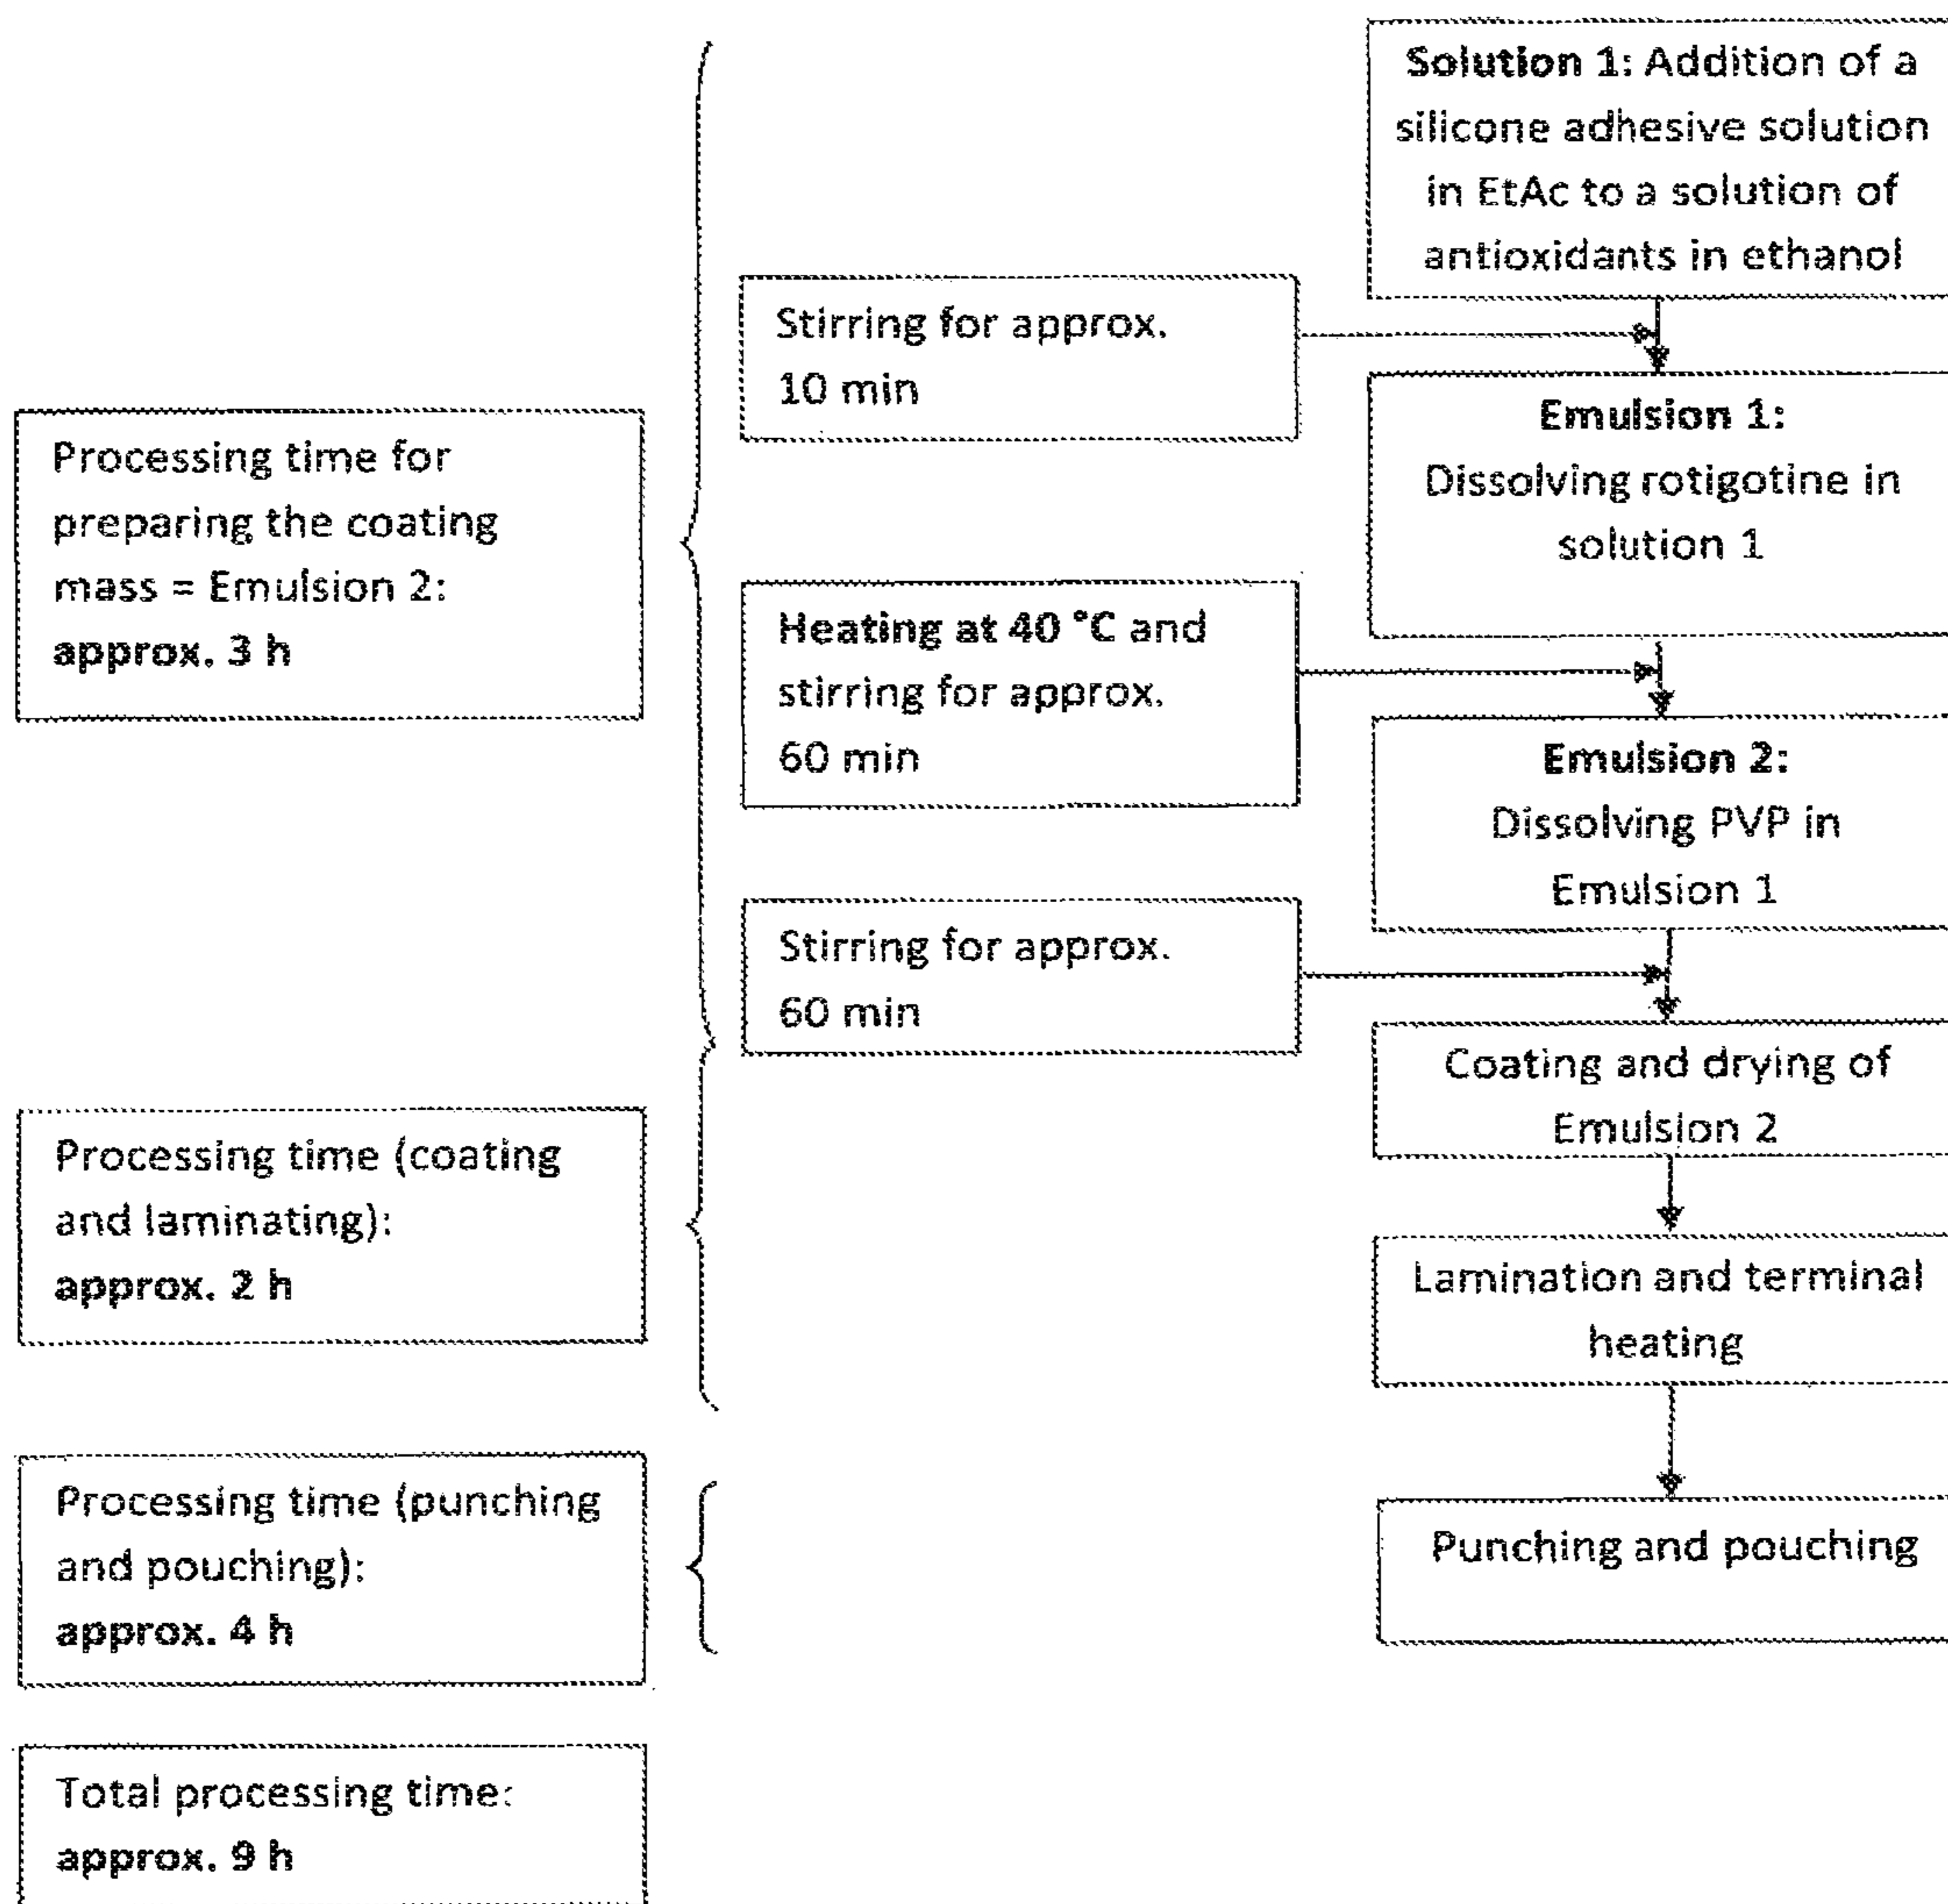 Solution 1: Addition of a
silicone adhesive solution
in EtAc to a solution of
antioxidants in ethanol
Stirring for approx.
10 min
Emulsion 1:
Dissolving rotigotine in
solution 1
Processing time for
preparing the coating
mass = Emulsion 2:
approx. 3 h
Heating at 40 °C and
stirring for approx.
60 min
Emulsion 2:
Dissolving PVP in
Emulsion 1
Stirring for approx.
60 min
Coating and drying of
Emulsion 2
Processing time (coating
and laminating):
approx. 2 h
Lamination and terminal
heating
Processing time (punching
and pouching):
approx. 4 h
Punching and pouching
Total processing time:
approx. 9 h